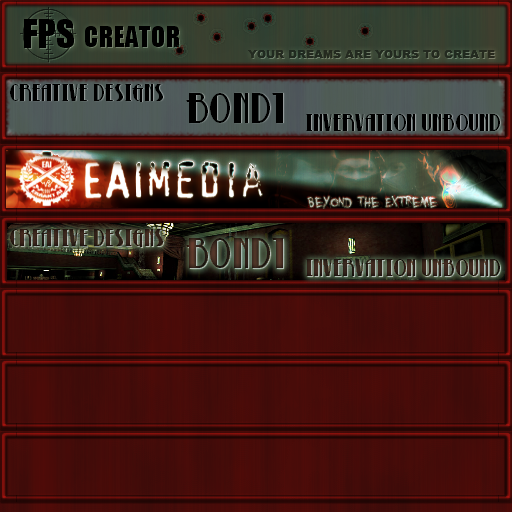 FPS CREATOR
YOUR DREAMS ARE YOURS TO CREATE
CREATIVE DESIGNS
BOND1
INVERVATION UNBOUND
EAI
EAIMEDIA
BEYOND THE EXTREME
CREATIVE DESIGNS
BOND1
INVERVATION UNBOUND